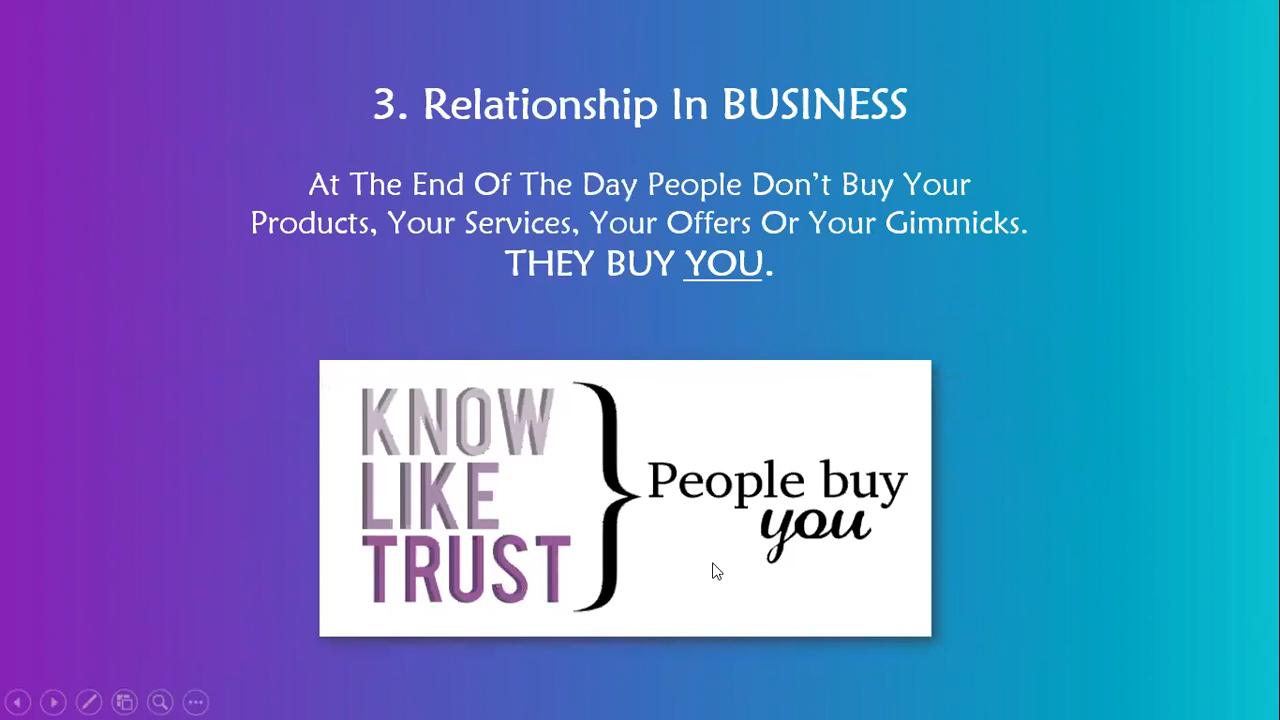 3. Relationship In BUSINESS
At The End Of The Day People Don’t Buy Your
Products, Your Services, Your Offers Or Your Gimmicks.
THEY BUY YOU.
KNOW
LIKE
TRUST
People buy
you